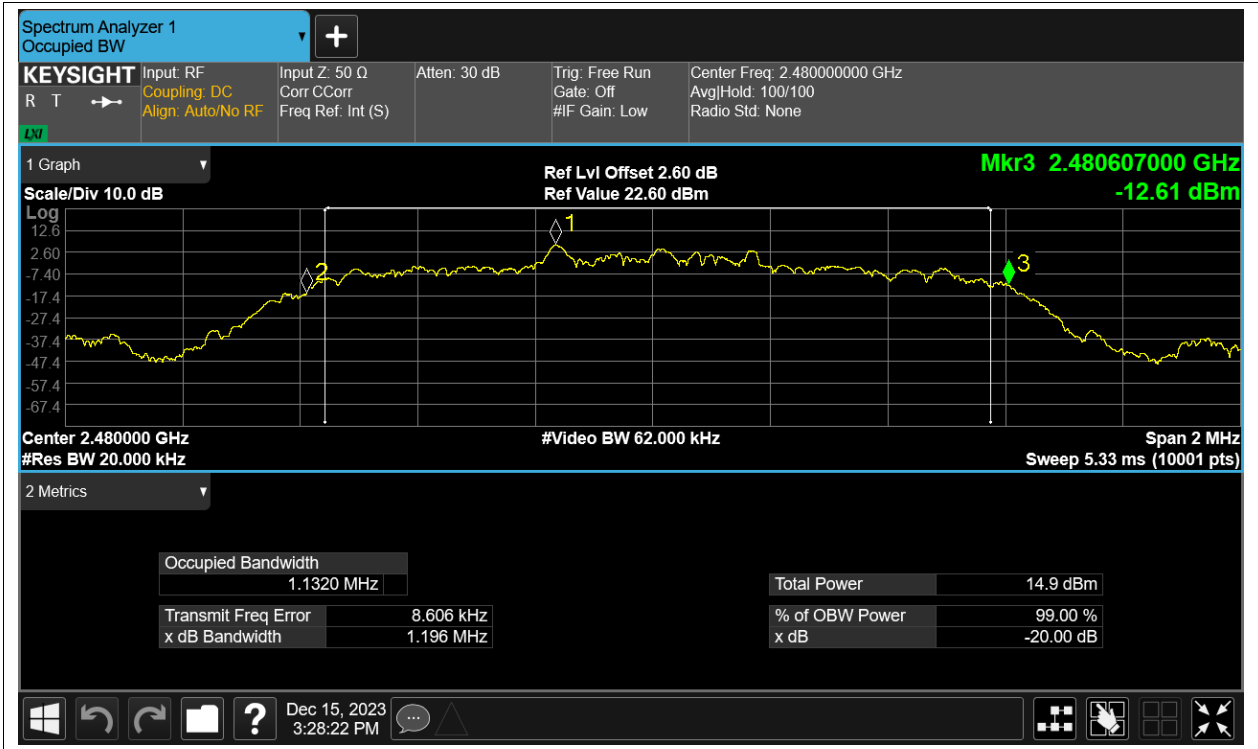 Spectrum Analyzer 1
Occupied BW
KEYSIGHT
R T
LXI
Input: RF
Coupling: DC
Align: Auto/No RF
Input Z: 50 Ω
Corr CCorr
Freq Ref: Int (S)
Atten: 30 dB
Trig: Free Run
Gate: Off
#IF Gain: Low
Center Freq: 2.480000000 GHz
Avg|Hold: 100/100
Radio Std: None
1 Graph
Scale/Div 10.0 dB
Ref Lvl Offset 2.60 dB
Ref Value 22.60 dBm
Mkr3 2.480607000 GHz
-12.61 dBm
Log
12.6
2.60
-7.40
-17.4
-27.4
-37.4
-47.4
-57.4
-67.4
1
2
3
Center 2.480000 GHz
#Video BW 62.000 kHz
Span 2 MHz
#Res BW 20.000 kHz
Sweep 5.33 ms (10001 pts)
2 Metrics
Occupied Bandwidth
1.1320 MHz
Transmit Freq Error 8.606 kHz
x dB Bandwidth 1.196 MHz
Total Power 14.9 dBm
% of OBW Power 99.00 %
x dB -20.00 dB
?
Dec 15, 2023
3:28:22 PM